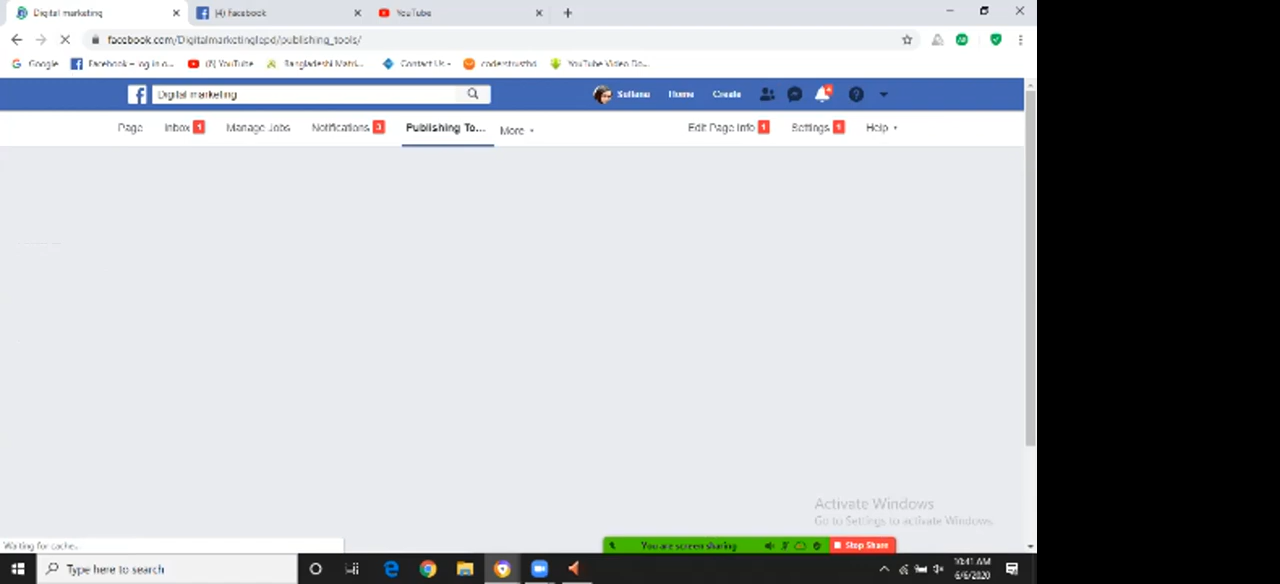 Digital marketing
(4) Facebook
YouTube
facebook.com/Digitalmarketinglepd/publishing_tools/
Google
Facebook – log in o...
(8) YouTube
Bangladeshi Matri...
Contact Us -
coderstrustbd
YouTube Video Do...
Digital marketing
Sultana
Home
Create
Page
Inbox 1
Manage Jobs
Notifications 3
Publishing To...
More
Edit Page Info 1
Settings 1
Help
Activate Windows
Go to Settings to activate Windows.
Waiting for cache...
You are screen sharing
Stop Share
Type here to search
10:41 AM
6/6/2020